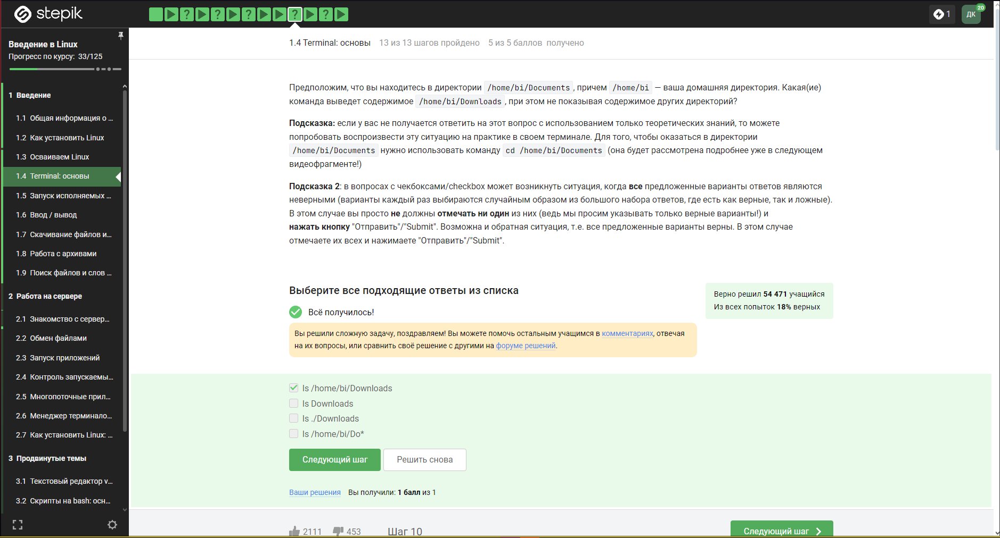 stepik
1
ДК
20
Введение в Linux
Прогресс по курсу: 33/125
1 Введение
1.1 Общая информация о ...
1.2 Как установить Linux
1.3 Осваиваем Linux
1.4 Terminal: основы
1.5 Запуск исполняемых ...
1.6 Ввод / вывод
1.7 Скачивание файлов и...
1.8 Работа с архивами
1.9 Поиск файлов и слов ...
2 Работа на сервере
2.1 Знакомство с сервер...
2.2 Обмен файлами
2.3 Запуск приложений
2.4 Контроль запускаемы...
2.5 Многопоточные прил...
2.6 Менеджер терминало...
2.7 Как установить Linux: ...
3 Продвинутые темы
3.1 Текстовый редактор v...
3.2 Скрипты на bash: осн...
1.4 Terminal: основы 13 из 13 шагов пройдено 5 из 5 баллов получено
Предположим, что вы находитесь в директории /home/bi/Documents, причем /home/bi — ваша домашняя директория. Какая(ие)
команда выведет содержимое /home/bi/Downloads, при этом не показывая содержимое других директорий?
Подсказка: если у вас не получается ответить на этот вопрос с использованием только теоретических знаний, то можете
попробовать воспроизвести эту ситуацию на практике в своем терминале. Для того, чтобы оказаться в директории
/home/bi/Documents нужно использовать команду cd /home/bi/Documents (она будет рассмотрена подробнее уже в следующем
видеофрагменте!)
Подсказка 2: в вопросах с чекбоксами/checkbox может возникнуть ситуация, когда все предложенные варианты ответов являются
неверными (варианты каждый раз выбираются случайным образом из большого набора ответов, где есть как верные, так и ложные).
В этом случае вы просто не должны отмечать ни один из них (ведь мы просим указывать только верные варианты!) и
нажать кнопку "Отправить"/"Submit". Возможна и обратная ситуация, т.е. все предложенные варианты верны. В этом случае
отмечаете их всех и нажимаете "Отправить"/"Submit".
Выберите все подходящие ответы из списка
Верно решил 54 471 учащийся
Из всех попыток 18% верных
Всё получилось!
Вы решили сложную задачу, поздравляем! Вы можете помочь остальным учащимся в комментариях, отвечая
на их вопросы, или сравнить своё решение с другими на форуме решений.
ls /home/bi/Downloads
ls Downloads
ls ./Downloads
ls /home/bi/Do*
Следующий шаг
Решить снова
Ваши решения Вы получили: 1 балл из 1
2111
453
Шаг 10
Следующий шаг